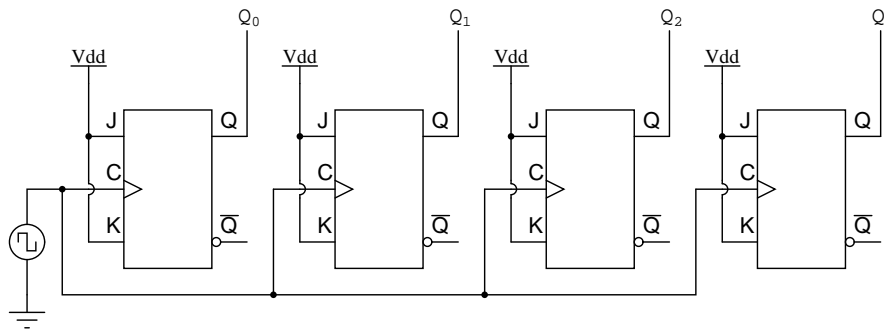 Q₀ Q₁ Q₂ Q
Vdd Vdd Vdd Vdd
J Q J Q J Q J Q
C C C C
K Q̅ K Q̅ K Q̅ K Q̅